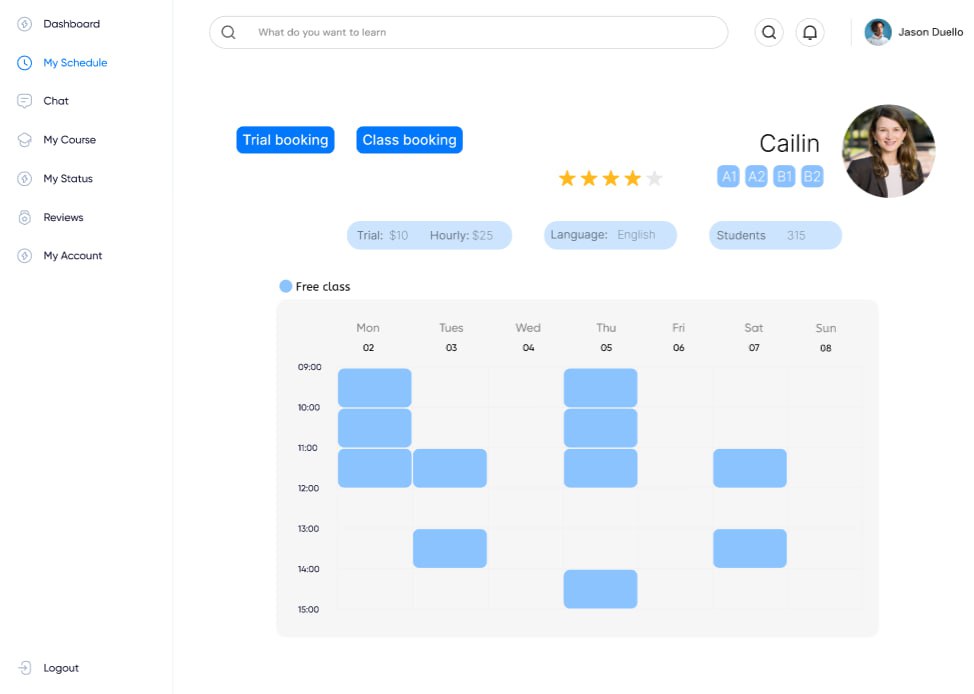 Dashboard
My Schedule
Chat
My Course
My Status
Reviews
My Account
Logout
What do you want to learn
Jason Duello
Trial booking
Class booking
Cailin
A1 A2 B1 B2
Trial: $10 Hourly: $25
Language: English
Students 315
Free class
Mon Tues Wed Thu Fri Sat Sun
02 03 04 05 06 07 08
09:00
10:00
11:00
12:00
13:00
14:00
15:00